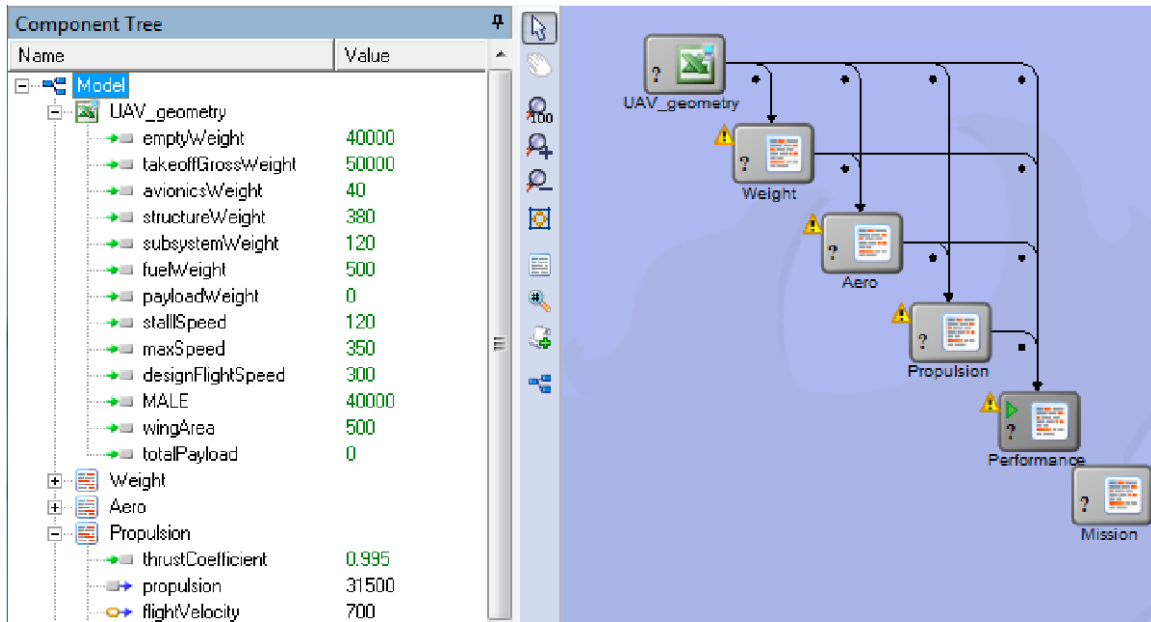 Component Tree
Name Value
Model
UAV_geometry
emptyWeight 40000
takeoffGrossWeight 50000
avionicsWeight 40
structureWeight 380
subsystemWeight 120
fuelWeight 500
payloadWeight 0
stallSpeed 120
maxSpeed 350
designFlightSpeed 300
MALE 40000
wingArea 500
totalPayload 0
Weight
Aero
Propulsion
thrustCoefficient 0.995
propulsion 31500
flightVelocity 700
100
?
UAV_geometry
?
Weight
?
Aero
?
Propulsion
?
Performance
?
Mission